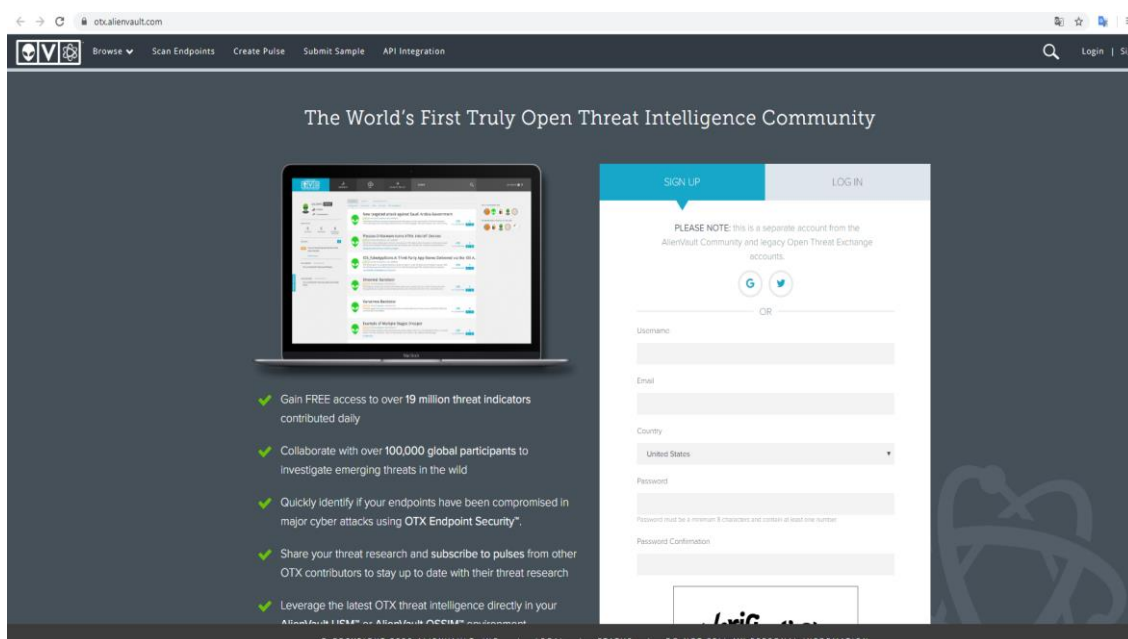 otx.alienvault.com
Browse
Scan Endpoints
Create Pulse
Submit Sample
API Integration
Login | Si
The World's First Truly Open Threat Intelligence Community
SIGN UP
LOG IN
PLEASE NOTE: this is a separate account from the
AlienVault Community and legacy Open Threat Exchange
accounts.
OR
Username
Email
Country
United States
Password
Password must be a minimum 8 characters and contain at least one number
Password Confirmation
Gain FREE access to over 19 million threat indicators
contributed daily
Collaborate with over 100,000 global participants to
investigate emerging threats in the wild
Quickly identify if your endpoints have been compromised in
major cyber attacks using OTX Endpoint Security™.
Share your threat research and subscribe to pulses from other
OTX contributors to stay up to date with their threat research
Leverage the latest OTX threat intelligence directly in your
AlienVault USM™ or AlienVault OSSIM™ environment